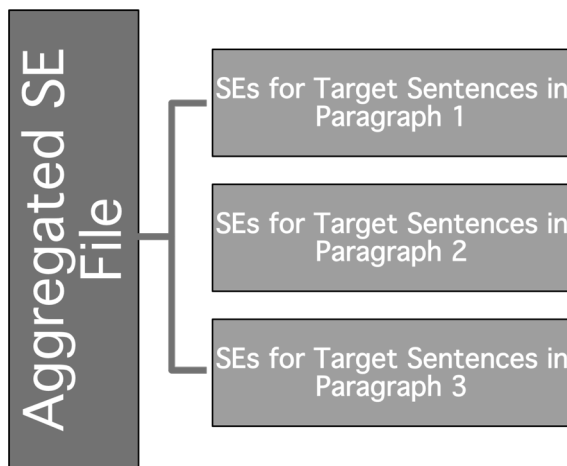 Aggregated SE
File
SEs for Target Sentences in
Paragraph 1
SEs for Target Sentences in
Paragraph 2
SEs for Target Sentences in
Paragraph 3